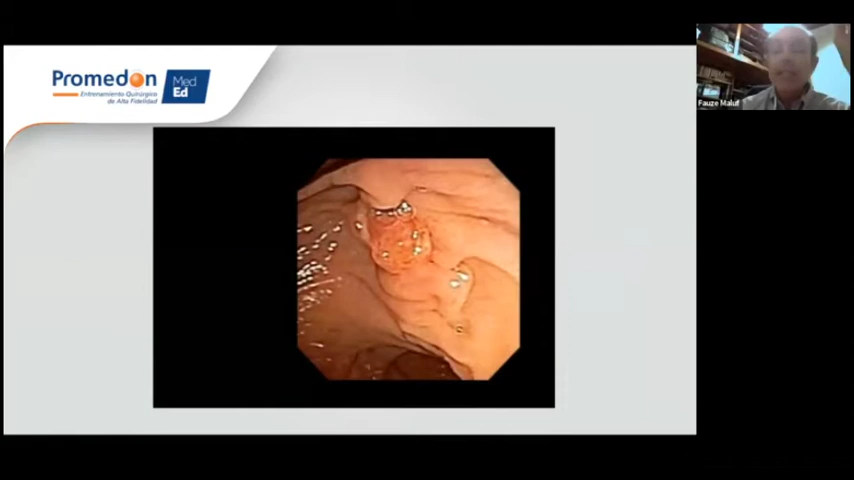 Promedon
Entrenamiento Quirúrgico
de Alta Fidelidad
Med
Ed
Fauze Maluf